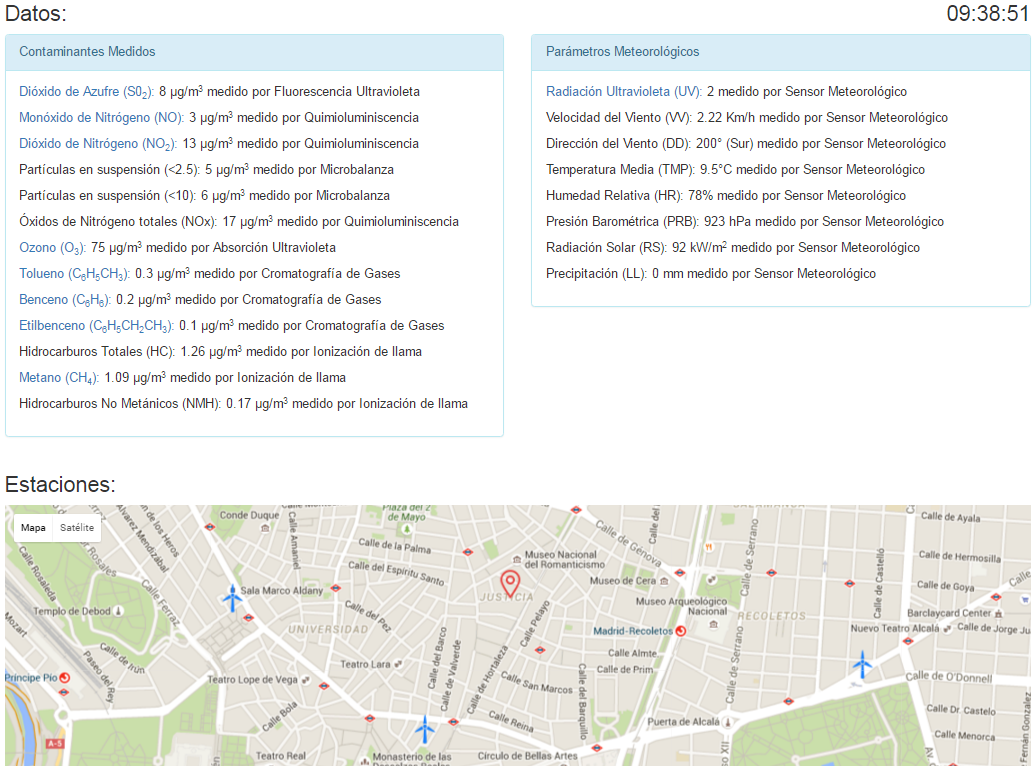 Datos:
09:38:51
Contaminantes Medidos
Dióxido de Azufre (S0₂): 8 µg/m³ medido por Fluorescencia Ultravioleta
Monóxido de Nitrógeno (NO): 3 µg/m³ medido por Quimioluminiscencia
Dióxido de Nitrógeno (NO₂): 13 µg/m³ medido por Quimioluminiscencia
Partículas en suspensión (<2.5): 5 µg/m³ medido por Microbalanza
Partículas en suspensión (<10): 6 µg/m³ medido por Microbalanza
Óxidos de Nitrógeno totales (NOx): 17 µg/m³ medido por Quimioluminiscencia
Ozono (O₃): 75 µg/m³ medido por Absorción Ultravioleta
Tolueno (C₆H₅CH₃): 0.3 µg/m³ medido por Cromatografía de Gases
Benceno (C₆H₆): 0.2 µg/m³ medido por Cromatografía de Gases
Etilbenceno (C₆H₅CH₂CH₃): 0.1 µg/m³ medido por Cromatografía de Gases
Hidrocarburos Totales (HC): 1.26 µg/m³ medido por Ionización de llama
Metano (CH₄): 1.09 µg/m³ medido por Ionización de llama
Hidrocarburos No Metánicos (NMH): 0.17 µg/m³ medido por Ionización de llama
Parámetros Meteorológicos
Radiación Ultravioleta (UV): 2 medido por Sensor Meteorológico
Velocidad del Viento (VV): 2.22 Km/h medido por Sensor Meteorológico
Dirección del Viento (DD): 200° (Sur) medido por Sensor Meteorológico
Temperatura Media (TMP): 9.5°C medido por Sensor Meteorológico
Humedad Relativa (HR): 78% medido por Sensor Meteorológico
Presión Barométrica (PRB): 923 hPa medido por Sensor Meteorológico
Radiación Solar (RS): 92 kW/m² medido por Sensor Meteorológico
Precipitación (LL): 0 mm medido por Sensor Meteorológico
Estaciones:
Mapa
Satélite
Conde Duque
Plaza del 2
de Mayo
Calle de Ayala
Álvarez Mendizábal
Calle Amaniel
Calle de la Palma
Calle de Génova
Calle de Serrano
Museo Nacional
del Romanticismo
Calle de Hermosilla
Calle Rosaleda
Calle del Espíritu Santo
Museo de Cera
Calle de Castelló
Calle de Goya
Calle Ferraz
Sala Marco Aldany
JUSTICIA
Museo Arqueológico
Nacional
Templo de Debod
Calle del Pez
Calle Pelayo
RECOLETOS
Barclaycard Center
UNIVERSIDAD
Madrid-Recoletos
Nuevo Teatro Alcalá
Calle de Jorge Ju
Mozart
Calle de Irún
Paseo del Rey
Calle del Barco
Calle de Valverde
Calle de Hortaleza
Calle Almte
Calle de Prim
Calle de Serrano
Teatro Lara
Príncipe Pío
Teatro Lope de Vega
Calle San Marcos
Calle del Barquillo
Calle de O'Donnell
Calle Bola
Calle Reina
Puerta de Alcalá
Calle Dr. Castelo
Calle Menorca
Fernán González
A-5
Teatro Real
Monasterio de las
Círculo de Bellas Artes